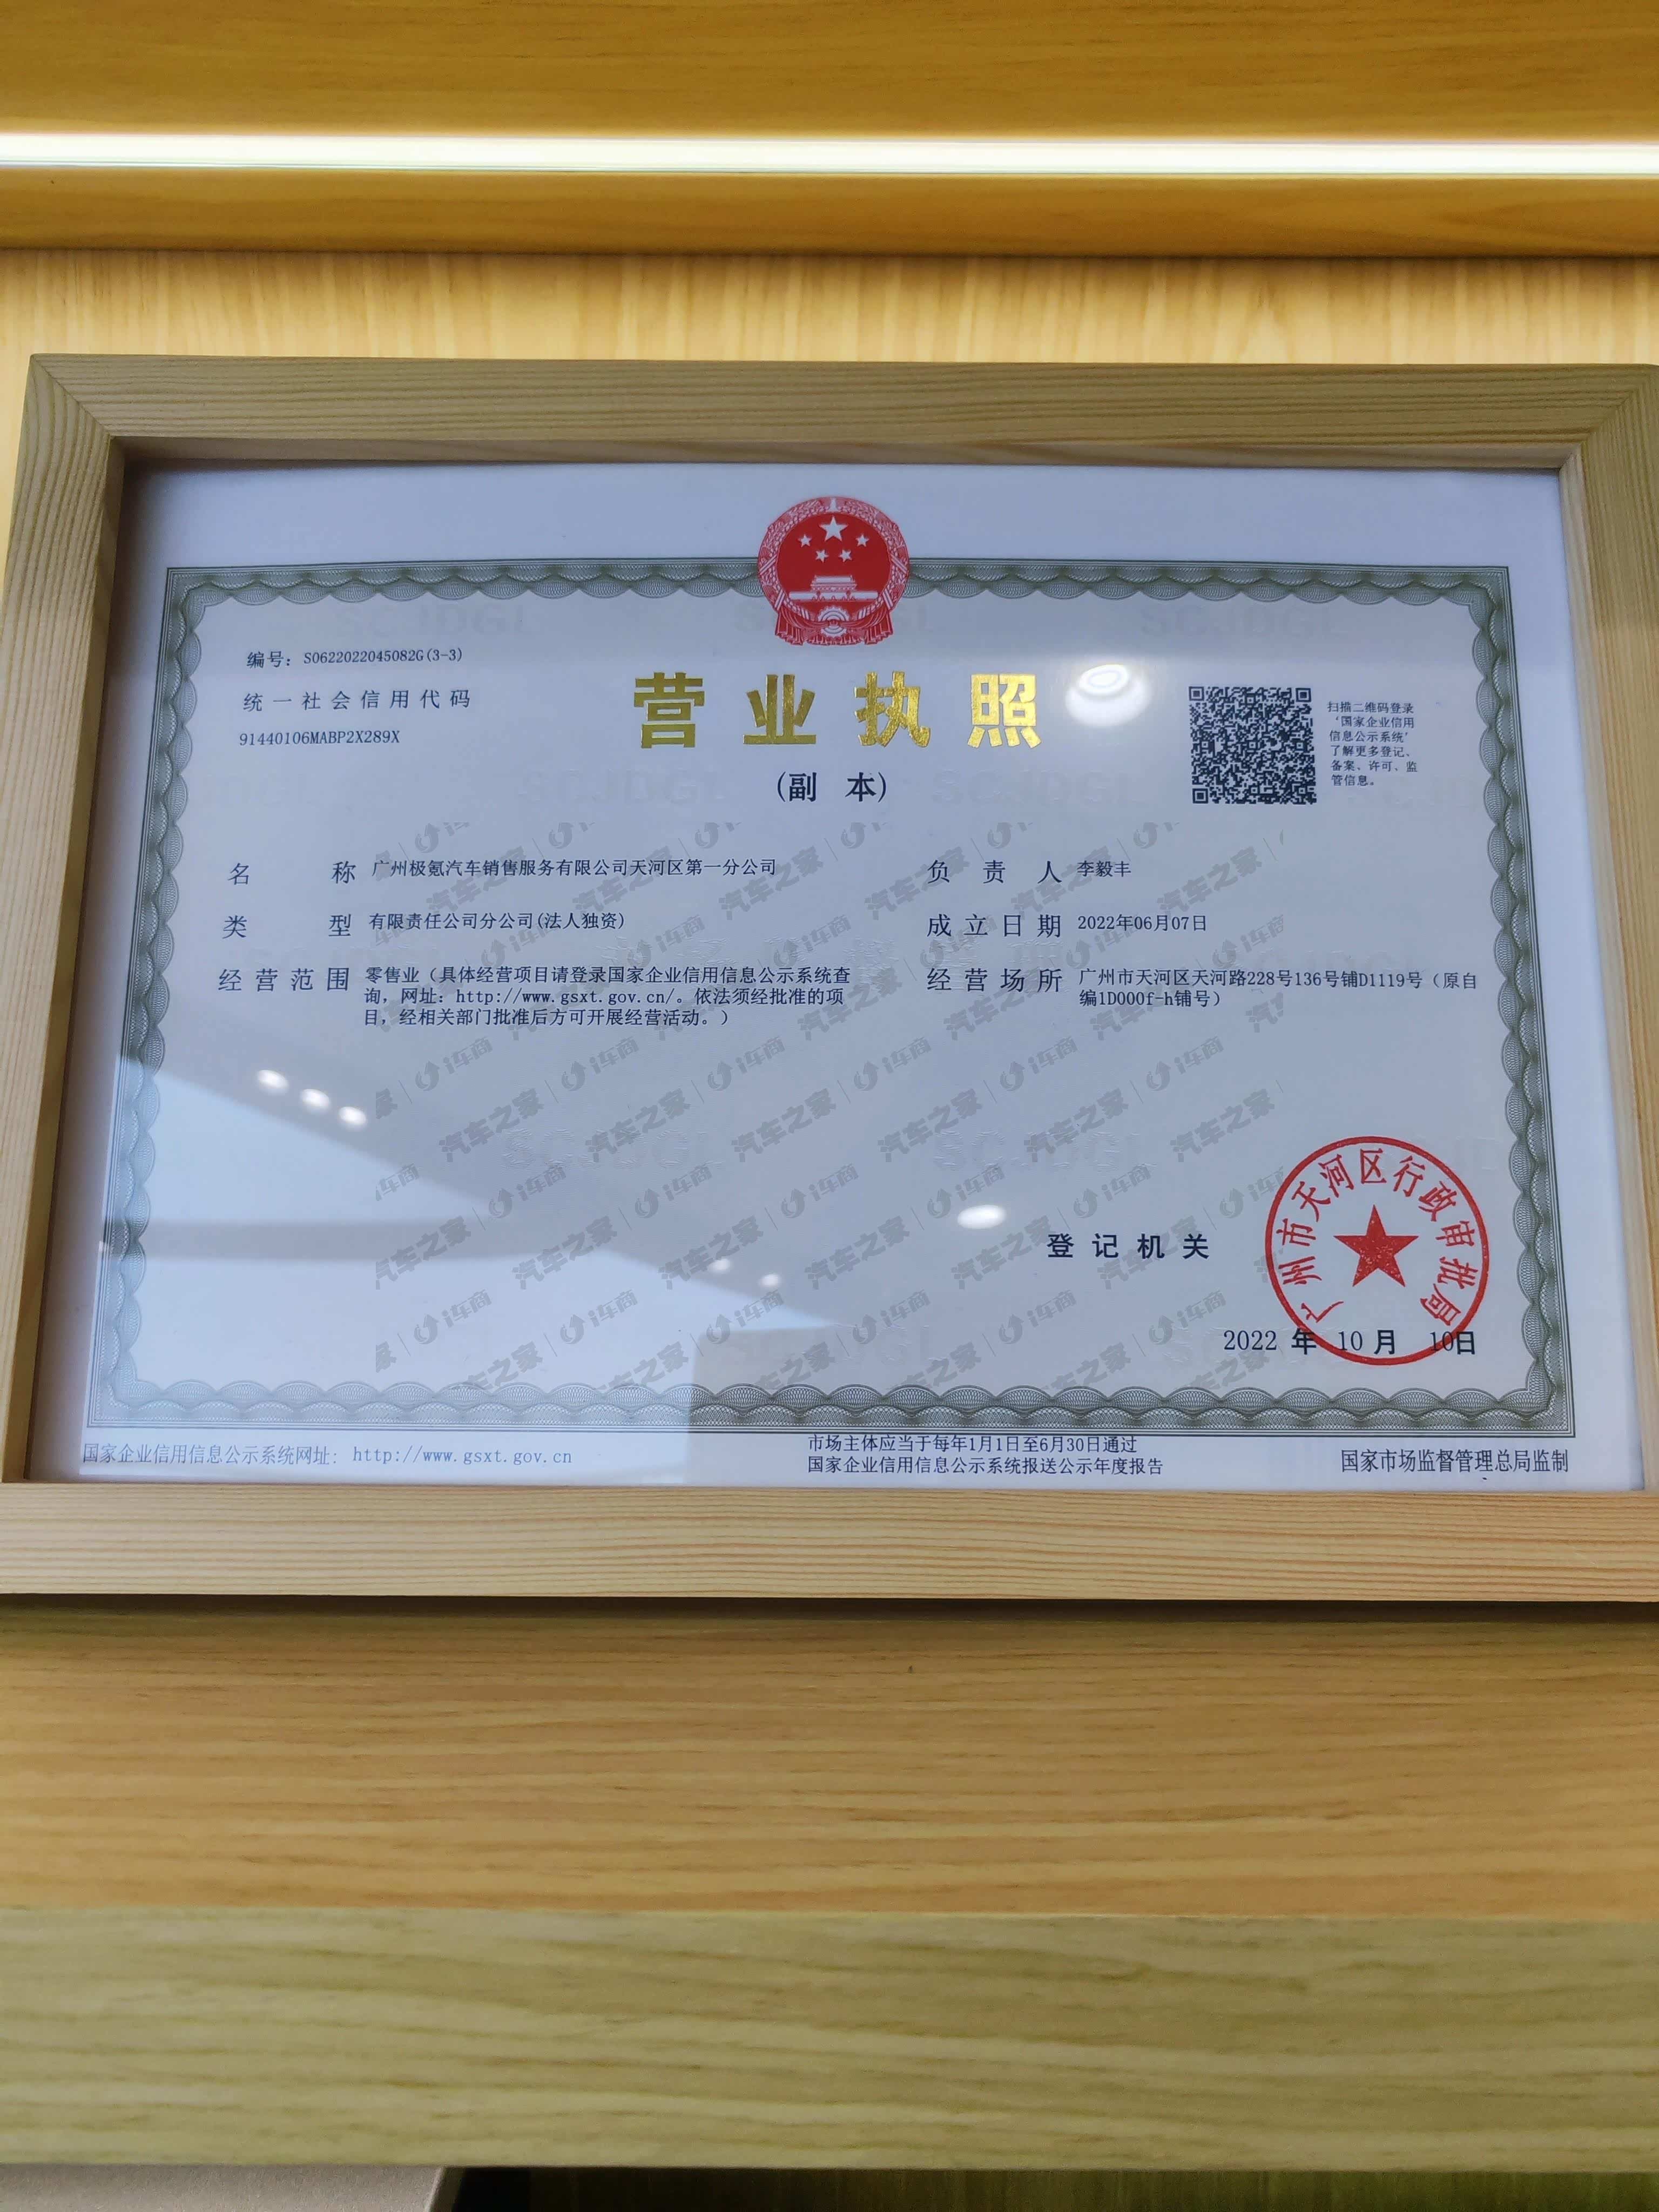 编号：S0622022045082G(3-3)
统一社会信用代码
91440106MABP2X289X
营业执照
(副 本)
扫描二维码登录
‘国家企业信用
信息公示系统’
了解更多登记、
备案、许可、监
管信息。
名 称 广州极氪汽车销售服务有限公司天河区第一分公司
类 型 有限责任公司分公司(法人独资)
经营范围 零售业（具体经营项目请登录国家企业信用信息公示系统查
询，网址：http://www.gsxt.gov.cn/。依法须经批准的项
目，经相关部门批准后方可开展经营活动。）
负责人 李毅丰
成立日期 2022年06月07日
经营场所 广州市天河区天河路228号136号铺D1119号（原自
编1D000f-h铺号）
汽车之家 i车商
登记机关
广州市天河区行政审批局
2022 年 10 月 10日
国家企业信用信息公示系统网址：http://www.gsxt.gov.cn
市场主体应当于每年1月1日至6月30日通过
国家企业信用信息公示系统报送公示年度报告
国家市场监督管理总局监制